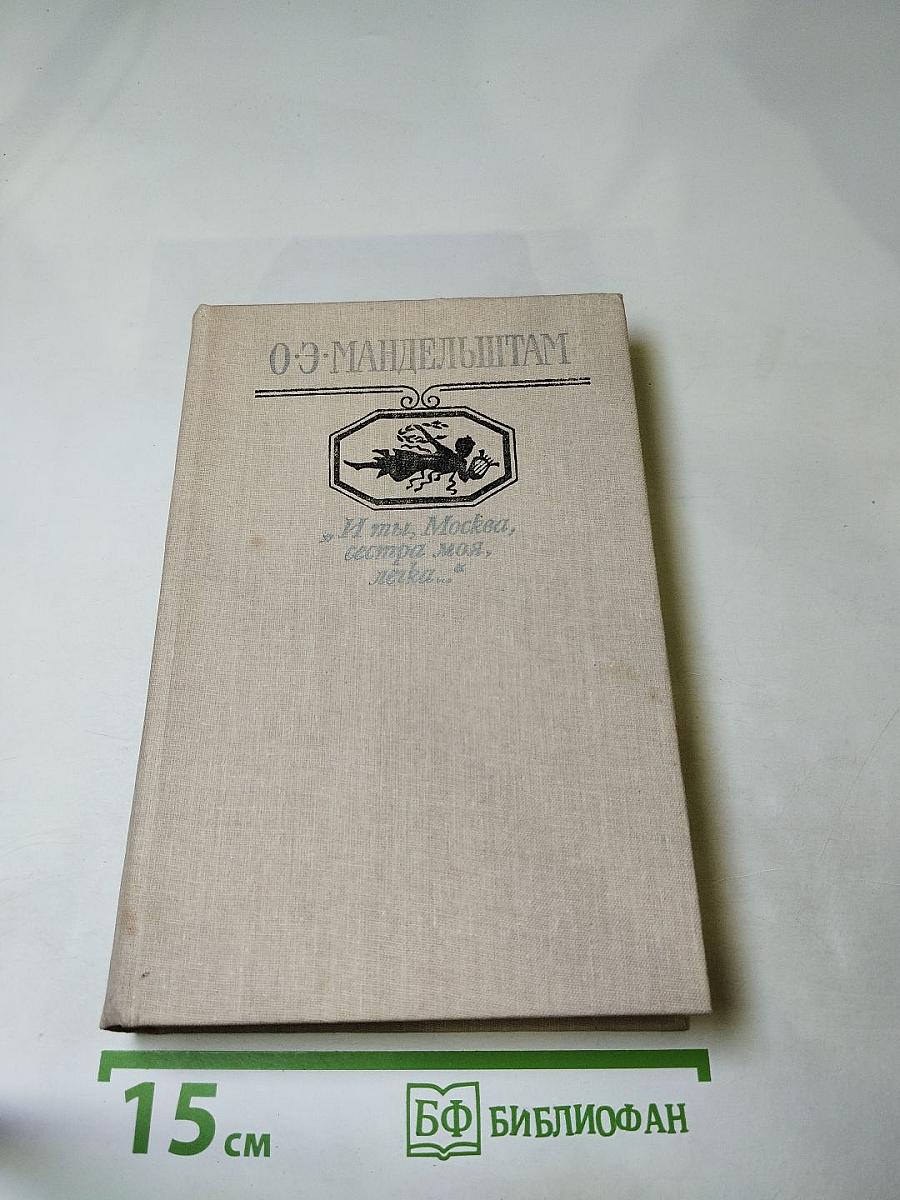 О·Э·МАНДЕЛЬШТАМ
„И ты, Москва,
сестра моя,
легка..."
15 см
БФ БИБЛИОФАН